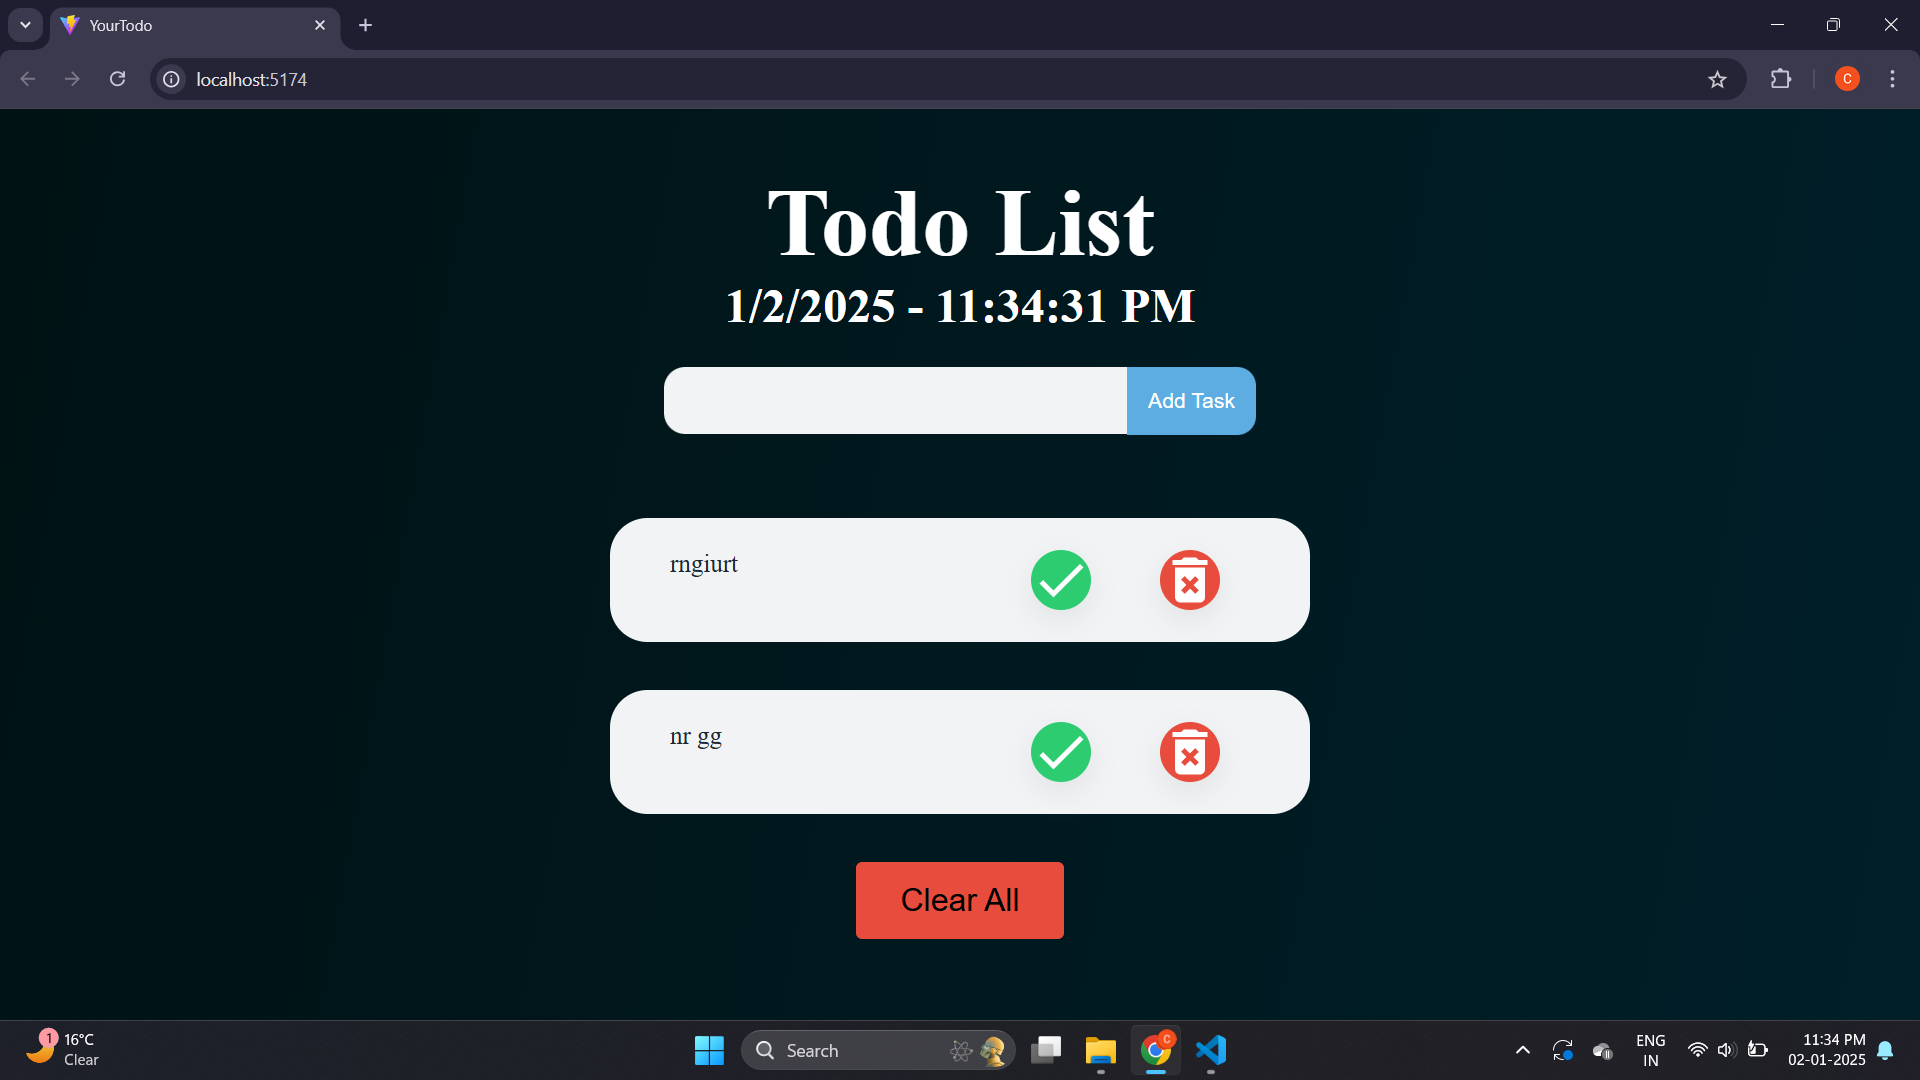 YourTodo
localhost:5174
C
Todo List
1/2/2025 - 11:34:31 PM
Add Task
rngiurt
nr gg
Clear All
1
16°C
Clear
Search
C
ENG
IN
11:34 PM
02-01-2025